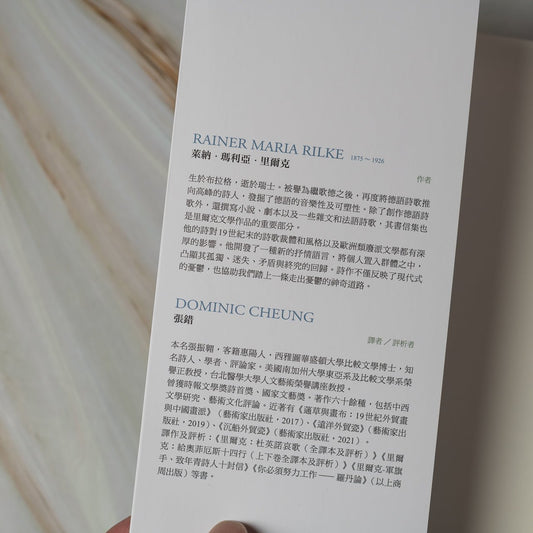 RAINER MARIA RILKE 1875～1926
萊納．瑪利亞．里爾克
作者
生於布拉格，逝於瑞士。被譽為繼歌德之後，再度將德語詩歌推
向高峰的詩人，發掘了德語的音樂性及可塑性。除了創作德語詩
歌外，還撰寫小說、劇本以及一些雜文和法語詩歌，其書信集也
是里爾克文學作品的重要部分。
他的詩對19世紀末的詩歌裁體和風格以及歐洲類廢派文學都有深
厚的影響。他開發了一種新的抒情語言，將個人置入群體之中，
凸顯其孤獨、迷失、矛盾與終究的回歸。詩作不僅反映了現代式
的憂鬱，也協助我們踏上一條走出憂鬱的神奇道路。
DOMINIC CHEUNG
張錯
譯者／評析者
本名張振翱，客籍惠陽人，西雅圖華盛頓大學比較文學博士，知
名詩人、學者、評論家。美國南加州大學東亞系及比較文學系榮
譽正教授，台北醫學大學人文藝術榮譽講座教授。
曾獲時報文學獎詩首獎、國家文藝獎。著作六十餘種，包括中西
文學研究、藝術文化評論。近著有《蓪草與畫布：19世紀外貿畫
與中國畫派》（藝術家出版社，2017）、《遠洋外貿瓷》（藝術家出
版社，2019）、《沉船外貿瓷》（藝術家出版社，2021）。
譯作及評析：《里爾克：杜英諾哀歌（全譯本及評析）》《里爾
克：給奧菲厄斯十四行（上下卷全譯本及評析）》《里爾克-軍旗
手、致年青詩人十封信》《你必須努力工作——羅丹論》（以上商
周出版）等書。